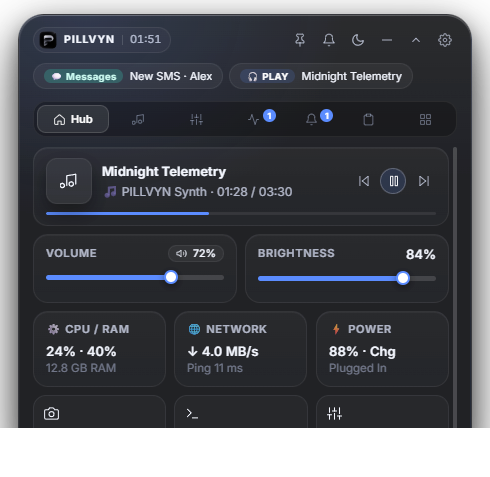 PILLVYN | 01:51
Messages New SMS · Alex
PLAY Midnight Telemetry
Hub
1
1
Midnight Telemetry
PILLVYN Synth · 01:28 / 03:30
VOLUME
72%
BRIGHTNESS
84%
CPU / RAM
24% · 40%
12.8 GB RAM
NETWORK
↓ 4.0 MB/s
Ping 11 ms
POWER
88% · Chg
Plugged In